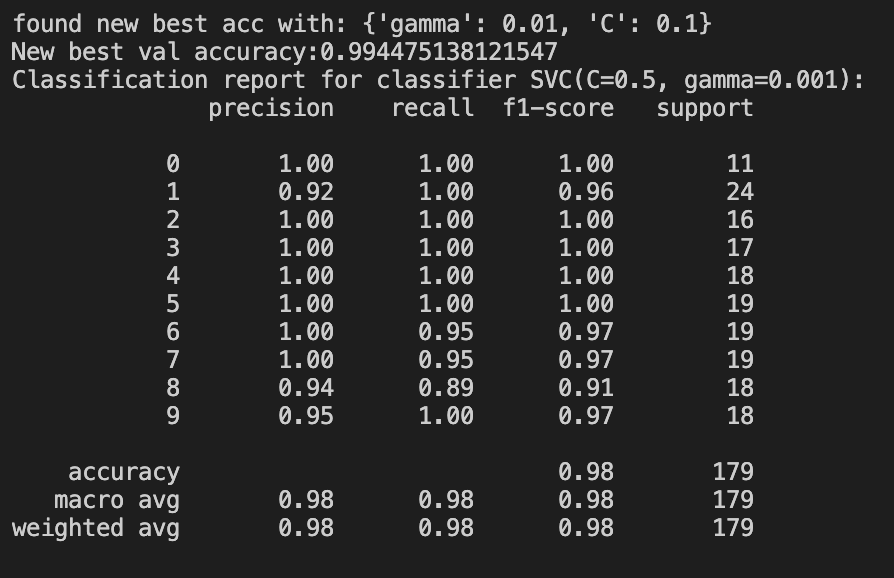 found new best acc with: {'gamma': 0.01, 'C': 0.1}
New best val accuracy:0.994475138121547
Classification report for classifier SVC(C=0.5, gamma=0.001):
              precision    recall  f1-score   support

           0       1.00      1.00      1.00        11
           1       0.92      1.00      0.96        24
           2       1.00      1.00      1.00        16
           3       1.00      1.00      1.00        17
           4       1.00      1.00      1.00        18
           5       1.00      1.00      1.00        19
           6       1.00      0.95      0.97        19
           7       1.00      0.95      0.97        19
           8       0.94      0.89      0.91        18
           9       0.95      1.00      0.97        18

    accuracy                           0.98       179
   macro avg       0.98      0.98      0.98       179
weighted avg       0.98      0.98      0.98       179